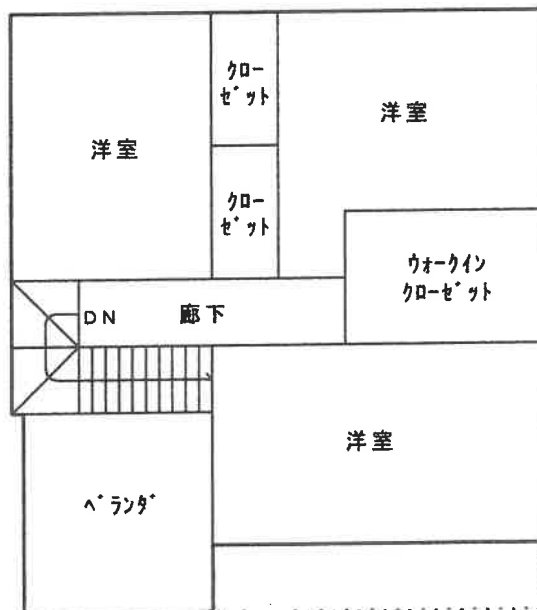 クロー
ゼット
洋室
洋室
クロー
ゼット
ウォークイン
クローゼット
DN
廊下
洋室
ベランダ